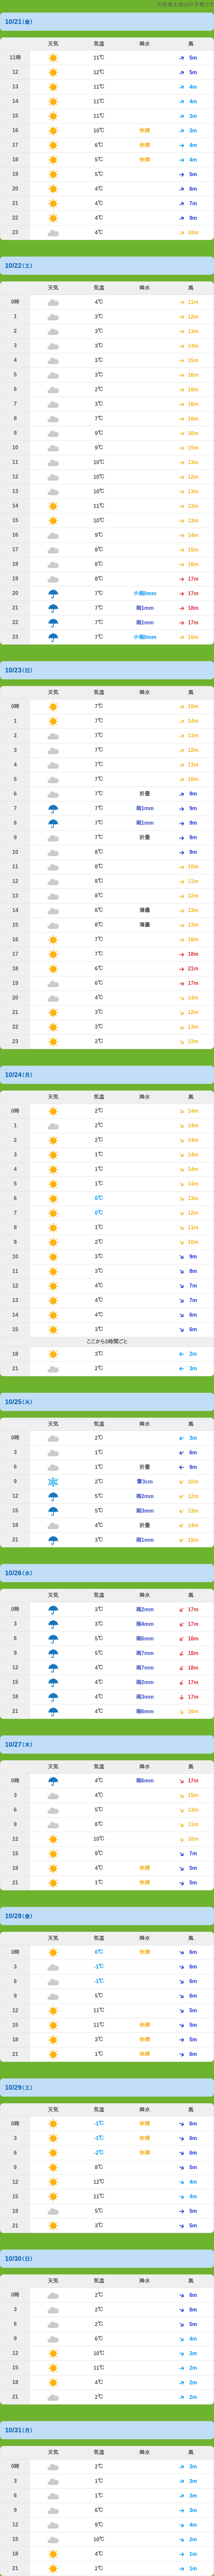 10/21(金)
天気 気温 降水 風
11時 11℃ 5m
12 12℃ 5m
13 11℃ 4m
14 11℃ 4m
15 11℃ 3m
16 10℃ 快晴 3m
17 6℃ 快晴 4m
18 5℃ 快晴 4m
19 5℃ 5m
20 4℃ 6m
21 4℃ 7m
22 4℃ 9m
23 4℃ 10m
10/22(土)
天気 気温 降水 風
0時 4℃ 11m
1 3℃ 12m
2 3℃ 13m
3 3℃ 14m
4 3℃ 15m
5 3℃ 16m
6 2℃ 16m
7 3℃ 16m
8 7℃ 16m
9 9℃ 16m
10 9℃ 15m
11 10℃ 13m
12 10℃ 12m
13 10℃ 13m
14 11℃ 13m
15 10℃ 13m
16 9℃ 14m
17 8℃ 15m
18 8℃ 16m
19 8℃ 17m
20 7℃ 小雨0mm 17m
21 7℃ 雨1mm 18m
22 7℃ 雨1mm 17m
23 7℃ 小雨0mm 16m
10/23(日)
天気 気温 降水 風
0時 7℃ 15m
1 7℃ 14m
2 7℃ 13m
3 7℃ 12m
4 7℃ 11m
5 7℃ 10m
6 7℃ 9m
7 7℃ 雨1mm 9m
8 7℃ 雨1mm 9m
9 7℃ 9m
10 8℃ 9m
11 8℃ 10m
12 8℃ 11m
13 8℃ 12m
14 8℃ 薄曇 13m
15 8℃ 薄曇 13m
16 7℃ 16m
17 7℃ 18m
18 6℃ 21m
19 6℃ 17m
20 4℃ 14m
21 3℃ 12m
22 3℃ 13m
23 2℃ 13m
10/24(月)
天気 気温 降水 風
0時 2℃ 14m
1 2℃ 14m
2 2℃ 14m
3 1℃ 14m
4 1℃ 14m
5 1℃ 14m
6 0℃ 13m
7 0℃ 12m
8 1℃ 11m
9 2℃ 10m
10 3℃ 9m
11 3℃ 8m
12 4℃ 7m
13 4℃ 7m
14 4℃ 6m
15 3℃ 6m
ここから3時間ごと
18 3℃ 2m
21 2℃ 3m
10/25(火)
天気 気温 降水 風
0時 2℃ 3m
3 1℃ 6m
6 1℃ 9m
9 2℃ 雪3cm 10m
12 5℃ 雨2mm 12m
15 5℃ 雨3mm 13m
18 4℃ 14m
21 3℃ 雨1mm 15m
10/26(水)
天気 気温 降水 風
0時 3℃ 雨2mm 17m
3 3℃ 雨4mm 17m
6 5℃ 雨6mm 18m
9 5℃ 雨7mm 18m
12 4℃ 雨7mm 18m
15 4℃ 雨2mm 17m
18 4℃ 雨3mm 17m
21 4℃ 雨6mm 16m
10/27(木)
天気 気温 降水 風
0時 4℃ 雨6mm 17m
3 4℃ 15m
6 5℃ 13m
9 8℃ 11m
12 10℃ 10m
15 9℃ 7m
18 4℃ 快晴 5m
21 1℃ 快晴 5m
10/28(金)
天気 気温 降水 風
0時 0℃ 快晴 6m
3 -1℃ 6m
6 -1℃ 6m
9 5℃ 6m
12 11℃ 5m
15 11℃ 快晴 5m
18 3℃ 快晴 5m
21 1℃ 快晴 6m
10/29(土)
天気 気温 降水 風
0時 -1℃ 快晴 6m
3 -1℃ 快晴 6m
6 -2℃ 快晴 6m
9 8℃ 5m
12 12℃ 4m
15 11℃ 4m
18 5℃ 5m
21 3℃ 5m
10/30(日)
天気 気温 降水 風
0時 2℃ 6m
3 2℃ 6m
6 2℃ 5m
9 6℃ 4m
12 10℃ 2m
15 11℃ 2m
18 4℃ 2m
21 2℃ 2m
10/31(月)
天気 気温 降水 風
0時 2℃ 3m
3 1℃ 3m
6 1℃ 3m
9 6℃ 3m
12 9℃ 4m
15 10℃ 2m
18 4℃ 1m
21 2℃ 1m